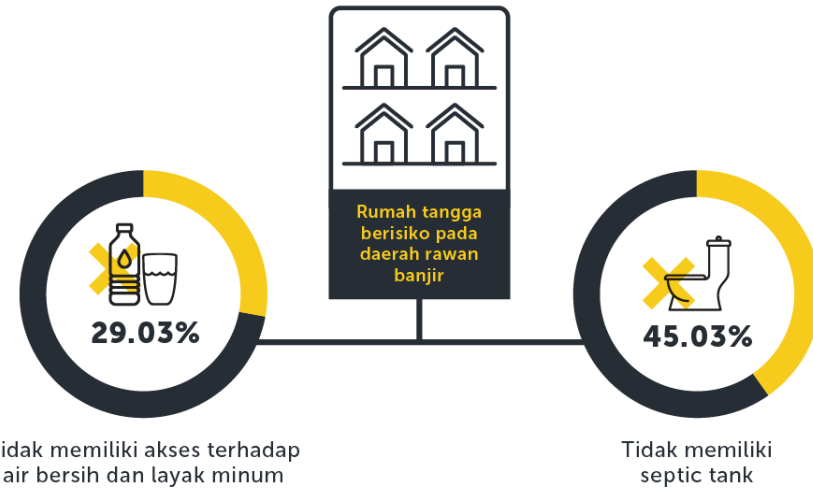 Rumah tangga
berisiko pada
daerah rawan
banjir
29.03%
idak memiliki akses terhadap
air bersih dan layak minum
45.03%
Tidak memiliki
septic tank